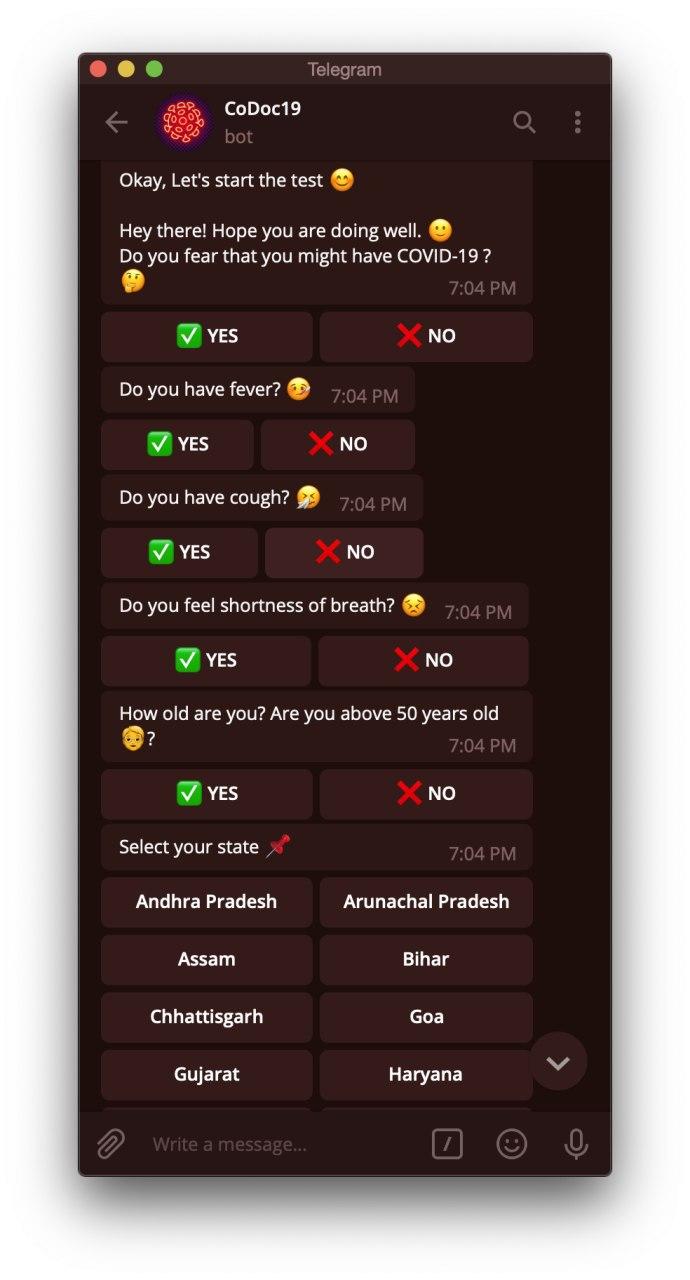 Telegram
CoDoc19
bot
Okay, Let's start the test 😊
Hey there! Hope you are doing well. 🙂
Do you fear that you might have COVID-19 ?
🤔 7:04 PM
✅ YES ❌ NO
Do you have fever? 🤒 7:04 PM
✅ YES ❌ NO
Do you have cough? 🤧 7:04 PM
✅ YES ❌ NO
Do you feel shortness of breath? 😣 7:04 PM
✅ YES ❌ NO
How old are you? Are you above 50 years old
🧓? 7:04 PM
✅ YES ❌ NO
Select your state 📌 7:04 PM
Andhra Pradesh Arunachal Pradesh
Assam Bihar
Chhattisgarh Goa
Gujarat Haryana
Write a message...